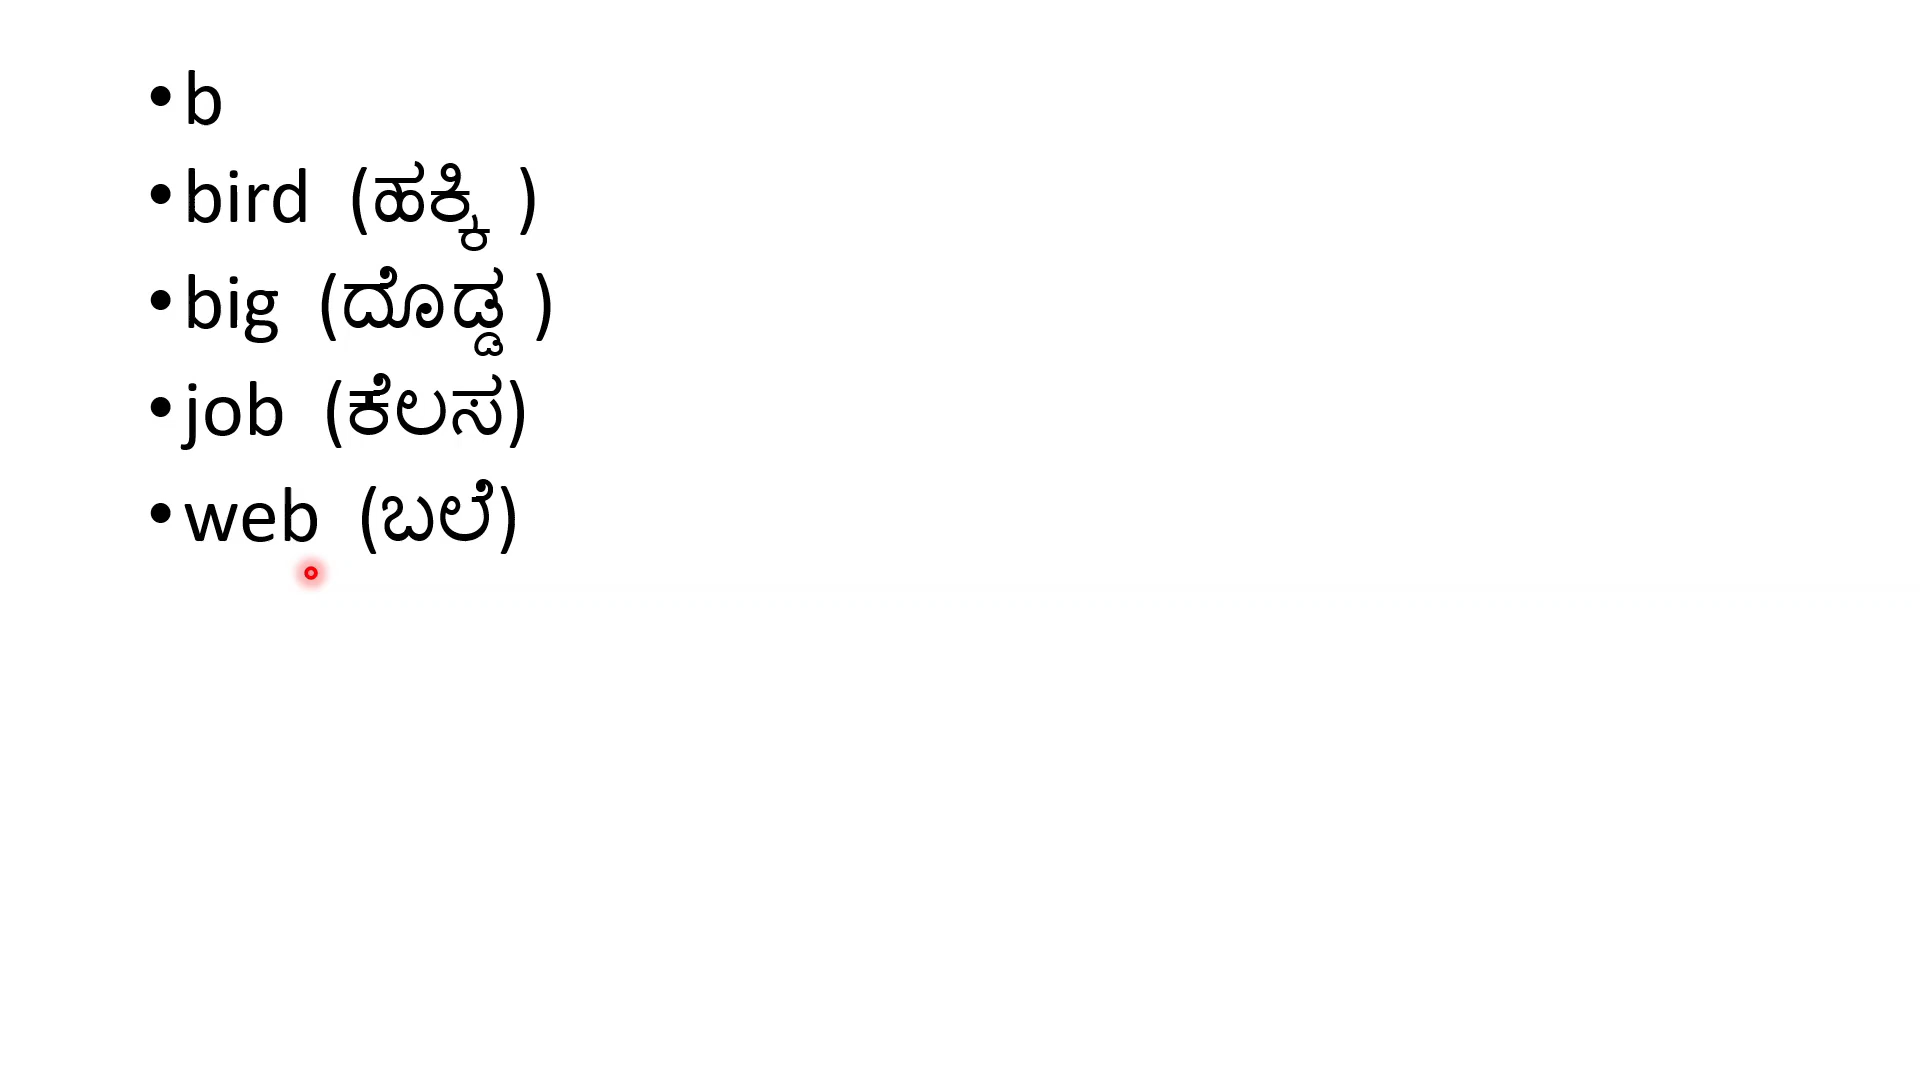 • b
• bird (ಹಕ್ಕಿ )
• big (ದೊಡ್ಡ )
• job (ಕೆಲಸ)
• web (ಬಲೆ)